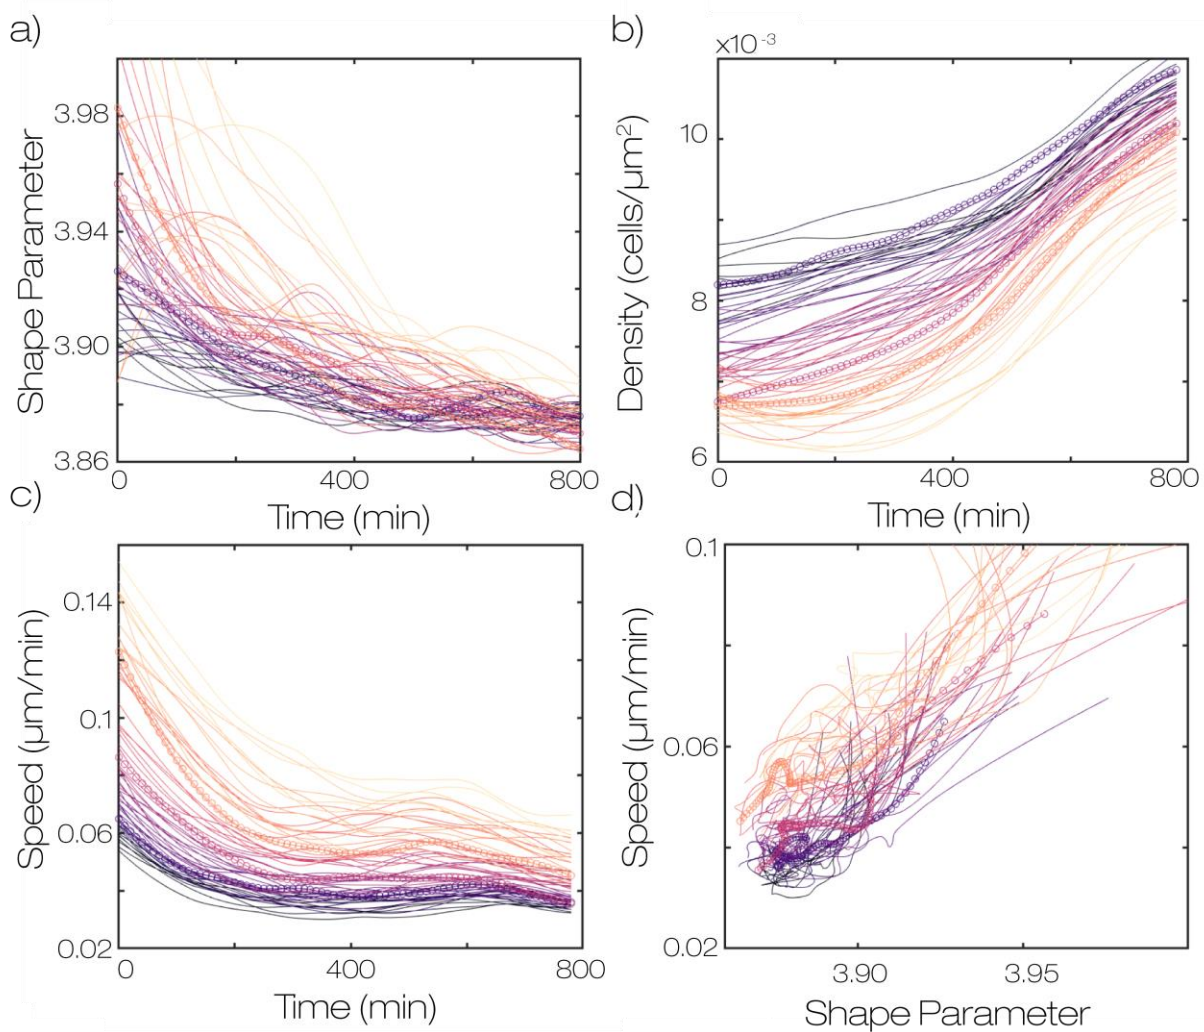 a)
Shape Parameter
3.98
3.94
3.90
3.86
0
400
800
Time (min)
b)
×10 -3
Density (cells/μm²)
10
8
6
0
400
800
Time (min)
c)
Speed (μm/min)
0.14
0.1
0.06
0.02
0
400
800
Time (min)
d)
Speed (μm/min)
0.1
0.06
0.02
3.90
3.95
Shape Parameter